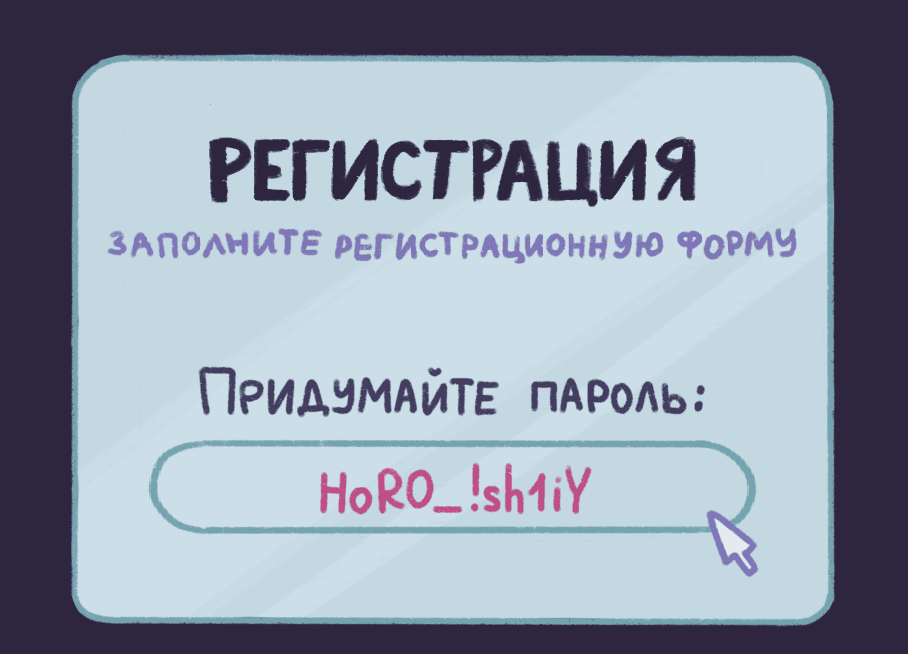 РЕГИСТРАЦИЯ
ЗАПОЛНИТЕ РЕГИСТРАЦИОННУЮ ФОРМУ
ПРИДУМАЙТЕ ПАРОЛЬ:
HoRO_!sh1iY